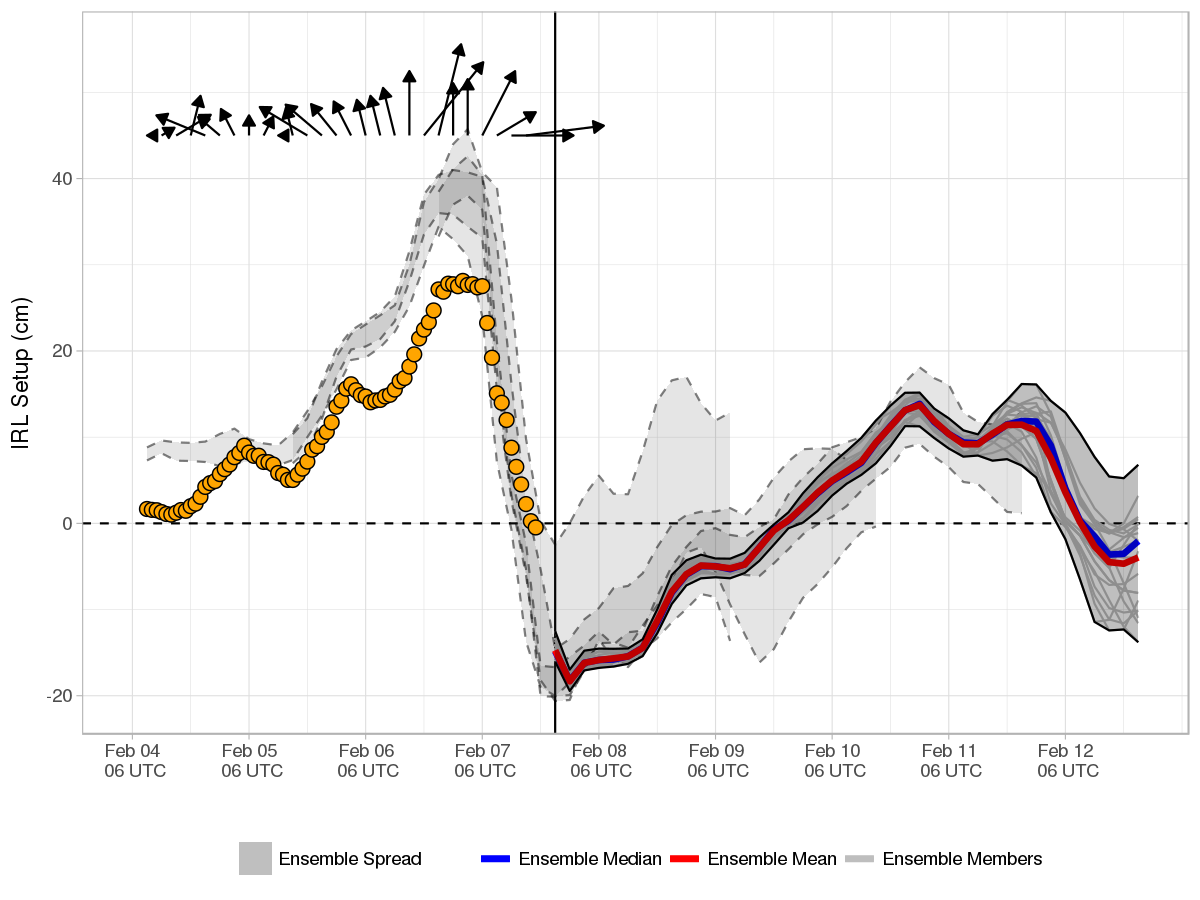 IRL Setup (cm)
40
20
0
-20
Feb 04 Feb 05 Feb 06 Feb 07 Feb 08 Feb 09 Feb 10 Feb 11 Feb 12
06 UTC 06 UTC 06 UTC 06 UTC 06 UTC 06 UTC 06 UTC 06 UTC 06 UTC
Ensemble Spread Ensemble Median Ensemble Mean Ensemble Members